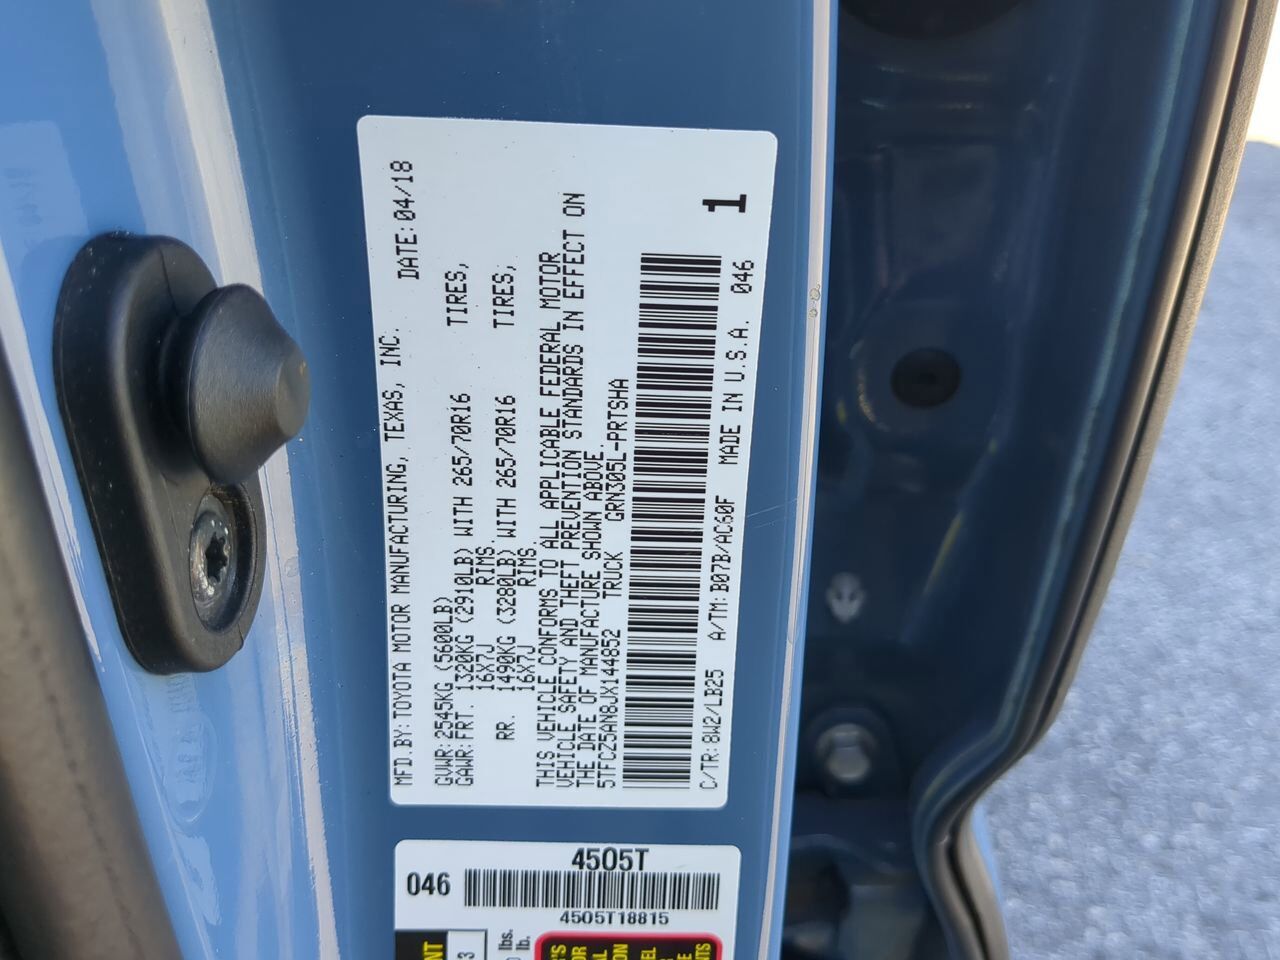 MFD. BY: TOYOTA MOTOR MANUFACTURING, TEXAS, INC. DATE: 04/18
GVWR: 2545KG (5600LB)
GAWR: FRT. 1320KG (2910LB) WITH 265/70R16 TIRES,
16X7J RIMS,
RR. 1490KG (3280LB) WITH 265/70R16 TIRES,
16X7J RIMS
THIS VEHICLE CONFORMS TO ALL APPLICABLE FEDERAL MOTOR
VEHICLE SAFETY AND THEFT PREVENTION STANDARDS IN EFFECT ON
THE DATE OF MANUFACTURE SHOWN ABOVE.
5TFCZ5AN8JX144852 TRUCK GRN305L-PRTSHA
1
C/TR: 8W2/LB25 A/TM: B07B/AC60F MADE IN U.S.A. 046
4505T
046
4505T18815
lbs.
lb.
3